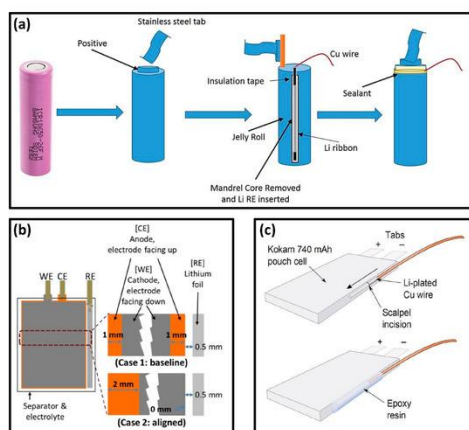 (a)
Stainless steel tab
Positive
Cu wire
Insulation tape
Sealant
Jelly Roll
Li ribbon
Mandrel Core Removed
and Li RE inserted
(b)
[CE]
Anode,
electrode facing up
WE CE RE
[WE]
Cathode,
electrode
facing down
[RE]
Lithium
foil
1 mm
1 mm
0.5 mm
(Case 1: baseline)
2 mm
0 mm
0.5 mm
(Case 2: aligned)
Separator &
electrolyte
(c)
Kokam 740 mAh
pouch cell
Tabs
+ −
Li-plated
Cu wire
Scalpel
incision
+ −
Epoxy
resin